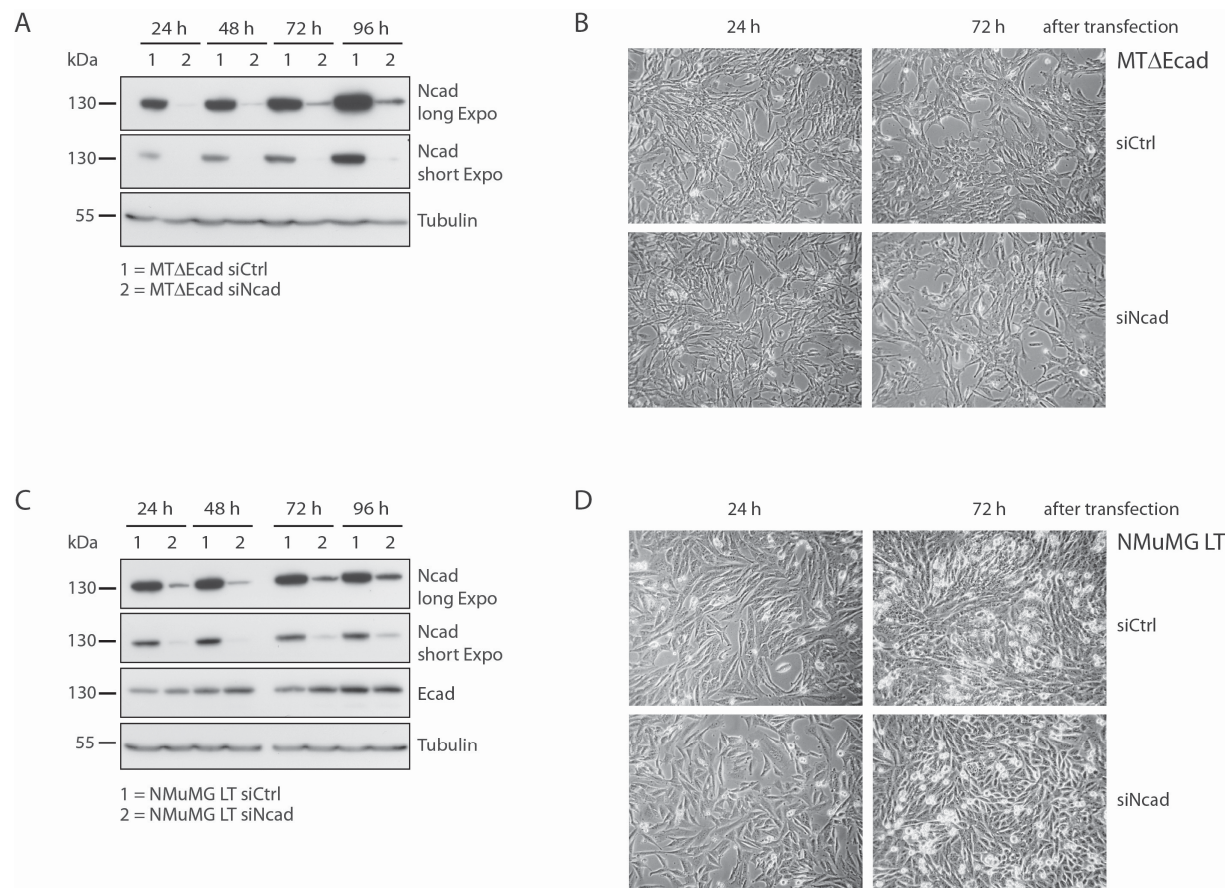 A
24 h 48 h 72 h 96 h
kDa 1 2 1 2 1 2 1 2
130 Ncad
long Expo
130 Ncad
short Expo
55 Tubulin
1 = MTΔEcad siCtrl
2 = MTΔEcad siNcad
B
24 h 72 h after transfection
MTΔEcad
siCtrl
siNcad
C
24 h 48 h 72 h 96 h
kDa 1 2 1 2 1 2 1 2
130 Ncad
long Expo
130 Ncad
short Expo
130 Ecad
55 Tubulin
1 = NMuMG LT siCtrl
2 = NMuMG LT siNcad
D
24 h 72 h after transfection
NMuMG LT
siCtrl
siNcad